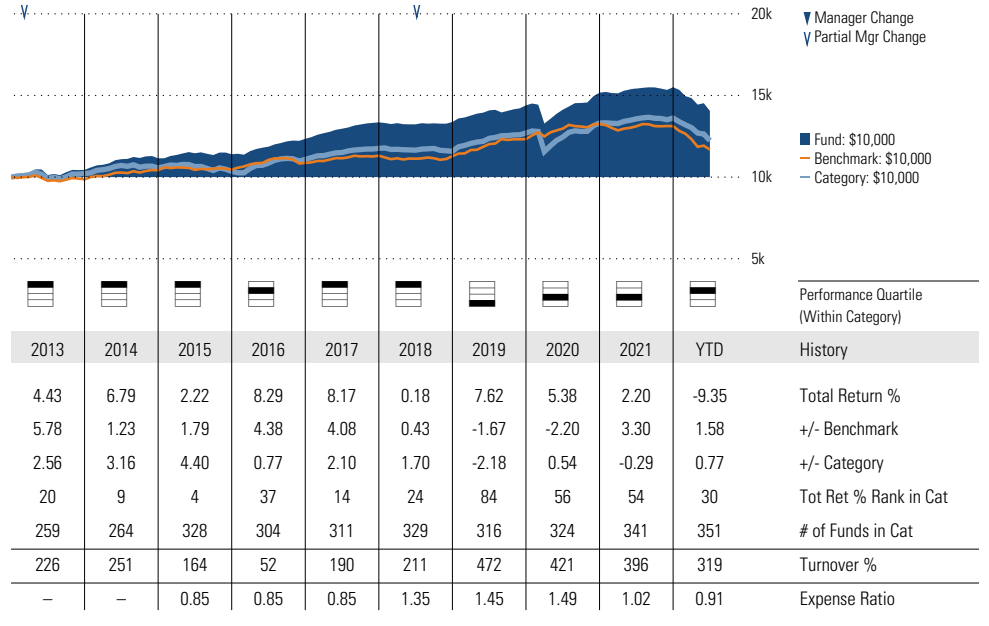 20k
Manager Change
Partial Mgr Change
15k
Fund: $10,000
Benchmark: $10,000
Category: $10,000
10k
5k
Performance Quartile
(Within Category)
2013 2014 2015 2016 2017 2018 2019 2020 2021 YTD History
4.43 6.79 2.22 8.29 8.17 0.18 7.62 5.38 2.20 -9.35 Total Return %
5.78 1.23 1.79 4.38 4.08 0.43 -1.67 -2.20 3.30 1.58 +/- Benchmark
2.56 3.16 4.40 0.77 2.10 1.70 -2.18 0.54 -0.29 0.77 +/- Category
20 9 4 37 14 24 84 56 54 30 Tot Ret % Rank in Cat
259 264 328 304 311 329 316 324 341 351 # of Funds in Cat
226 251 164 52 190 211 472 421 396 319 Turnover %
– – 0.85 0.85 0.85 1.35 1.45 1.49 1.02 0.91 Expense Ratio